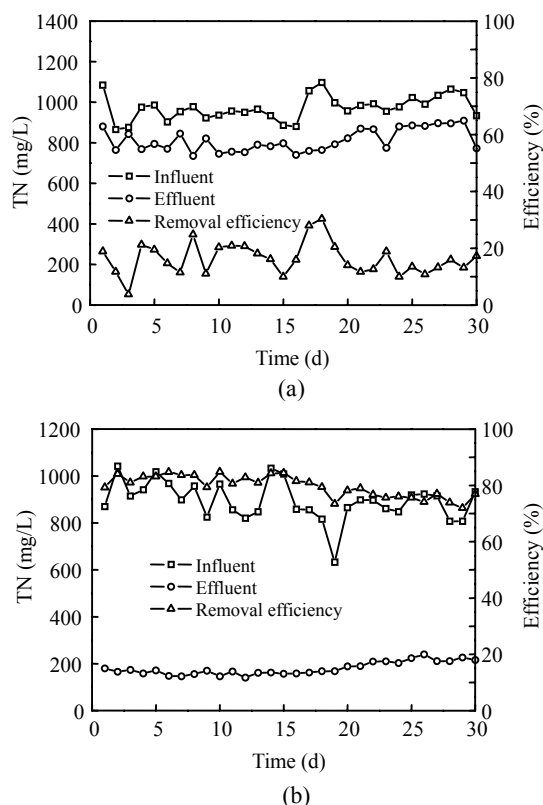 (a)
1400
1200
1000
800
600
400
200
0
TN (mg/L)
100
80
60
40
20
0
Efficiency (%)
Influent
Effluent
Removal efficiency
0 5 10 15 20 25 30
Time (d)
(a)
1200
1000
800
600
400
200
0
TN (mg/L)
100
80
60
40
20
0
Efficiency (%)
Influent
Effluent
Removal efficiency
0 5 10 15 20 25 30
Time (d)
(b)